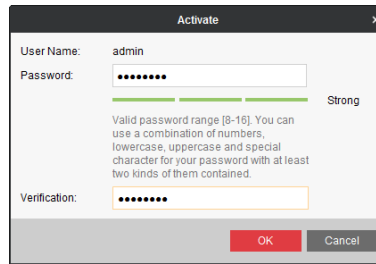 Activate
x
User Name: admin
Password: ••••••••
Strong
Valid password range [8-16]. You can
use a combination of numbers,
lowercase, uppercase and special
character for your password with at least
two kinds of them contained.
Verification: ••••••••
OK Cancel